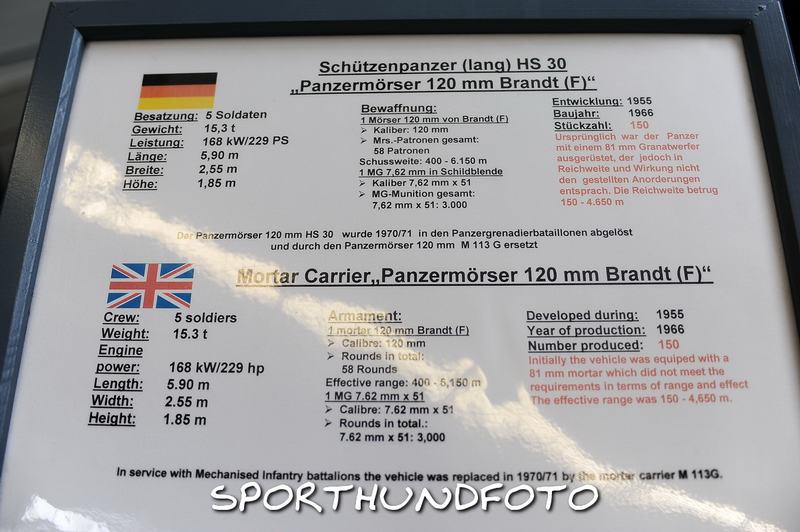 Schützenpanzer (lang) HS 30
„Panzermörser 120 mm Brandt (F)“
Besatzung: 5 Soldaten
Gewicht: 15,3 t
Leistung: 168 kW/229 PS
Länge: 5,90 m
Breite: 2,55 m
Höhe: 1,85 m
Bewaffnung:
1 Mörser 120 mm von Brandt (F)
➢ Kaliber: 120 mm
➢ Mrs.-Patronen gesamt:
58 Patronen
Schussweite: 400 - 6.150 m
1 MG 7,62 mm in Schildblende
➢ Kaliber 7,62 mm x 51
➢ MG-Munition gesamt:
7,62 mm x 51: 3.000
Entwicklung: 1955
Baujahr: 1966
Stückzahl: 150
Ursprünglich war der Panzer
mit einem 81 mm Granatwerfer
ausgerüstet, der jedoch in
Reichweite und Wirkung nicht
den gestellten Anorderungen
entsprach. Die Reichweite betrug
150 - 4.650 m
Der Panzermörser 120 mm HS 30 wurde 1970/71 in den Panzergrenadierbataillonen abgelöst
und durch den Panzermörser 120 mm M 113 G ersetzt
Mortar Carrier„Panzermörser 120 mm Brandt (F)“
Crew: 5 soldiers
Weight: 15.3 t
Engine
power: 168 kW/229 hp
Length: 5.90 m
Width: 2.55 m
Height: 1.85 m
Armament:
1 mortar 120 mm Brandt (F)
➢ Calibre: 120 mm
➢ Rounds in total:
58 Rounds
Effective range: 400 - 6,150 m
1 MG 7.62 mm x 51
➢ Calibre: 7.62 mm x 51
➢ Rounds in total.:
7.62 mm x 51: 3,000
Developed during: 1955
Year of production: 1966
Number produced: 150
Initially the vehicle was equiped with a
81 mm mortar which did not meet the
requirements in terms of range and effect
The effective range was 150 - 4,650 m.
In service with Mechanised Infantry battalions the vehicle was replaced in 1970/71 by the mortar carrier M 113G.
SPORTHUNDFOTO